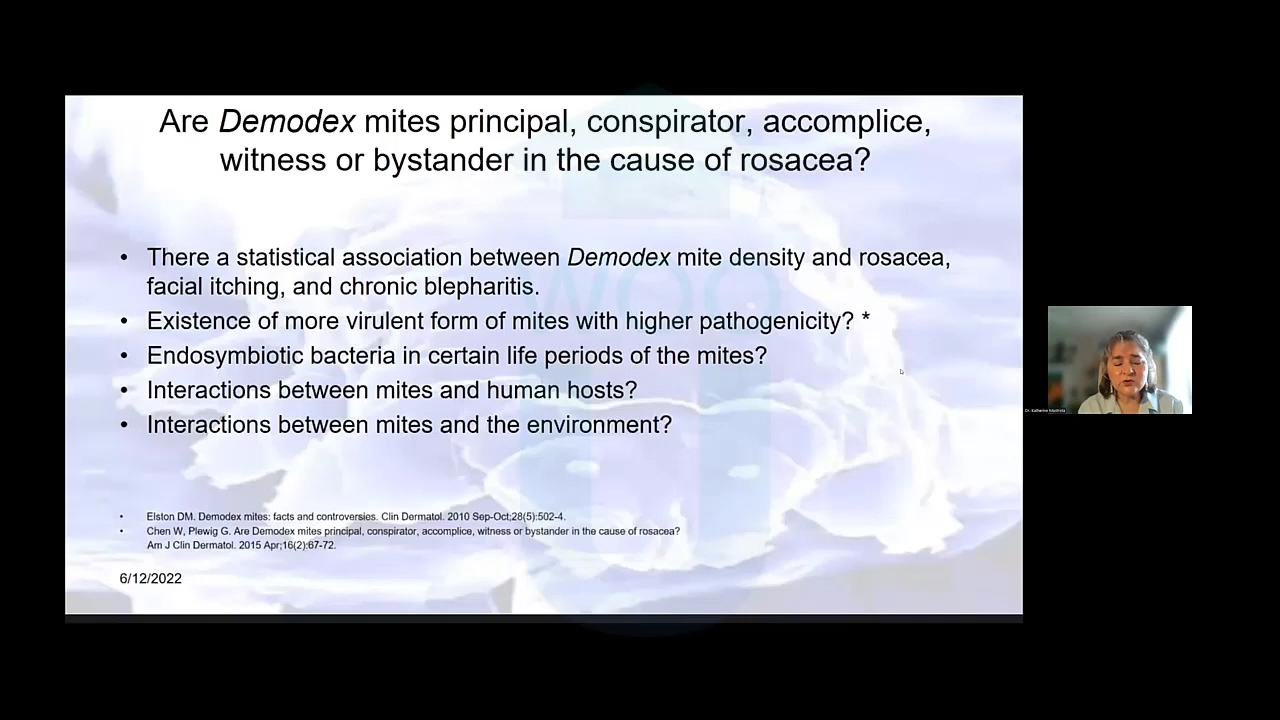 Are Demodex mites principal, conspirator, accomplice,
witness or bystander in the cause of rosacea?
• There a statistical association between Demodex mite density and rosacea,
facial itching, and chronic blepharitis.
• Existence of more virulent form of mites with higher pathogenicity? *
• Endosymbiotic bacteria in certain life periods of the mites?
• Interactions between mites and human hosts?
• Interactions between mites and the environment?
• Elston DM. Demodex mites: facts and controversies. Clin Dermatol. 2010 Sep-Oct;28(5):502-4.
• Chen W, Plewig G. Are Demodex mites principal, conspirator, accomplice, witness or bystander in the cause of rosacea?
Am J Clin Dermatol. 2015 Apr;16(2):67-72.
6/12/2022
Dr. Katherine